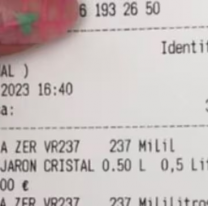 6 193 26 50
Identi
AL )
2023 16:40
a:
A ZER VR237 237 Milil
JARON CRISTAL 0.50 L 0,5 Lit
00 €
A ZER VR237 237 Mililitro